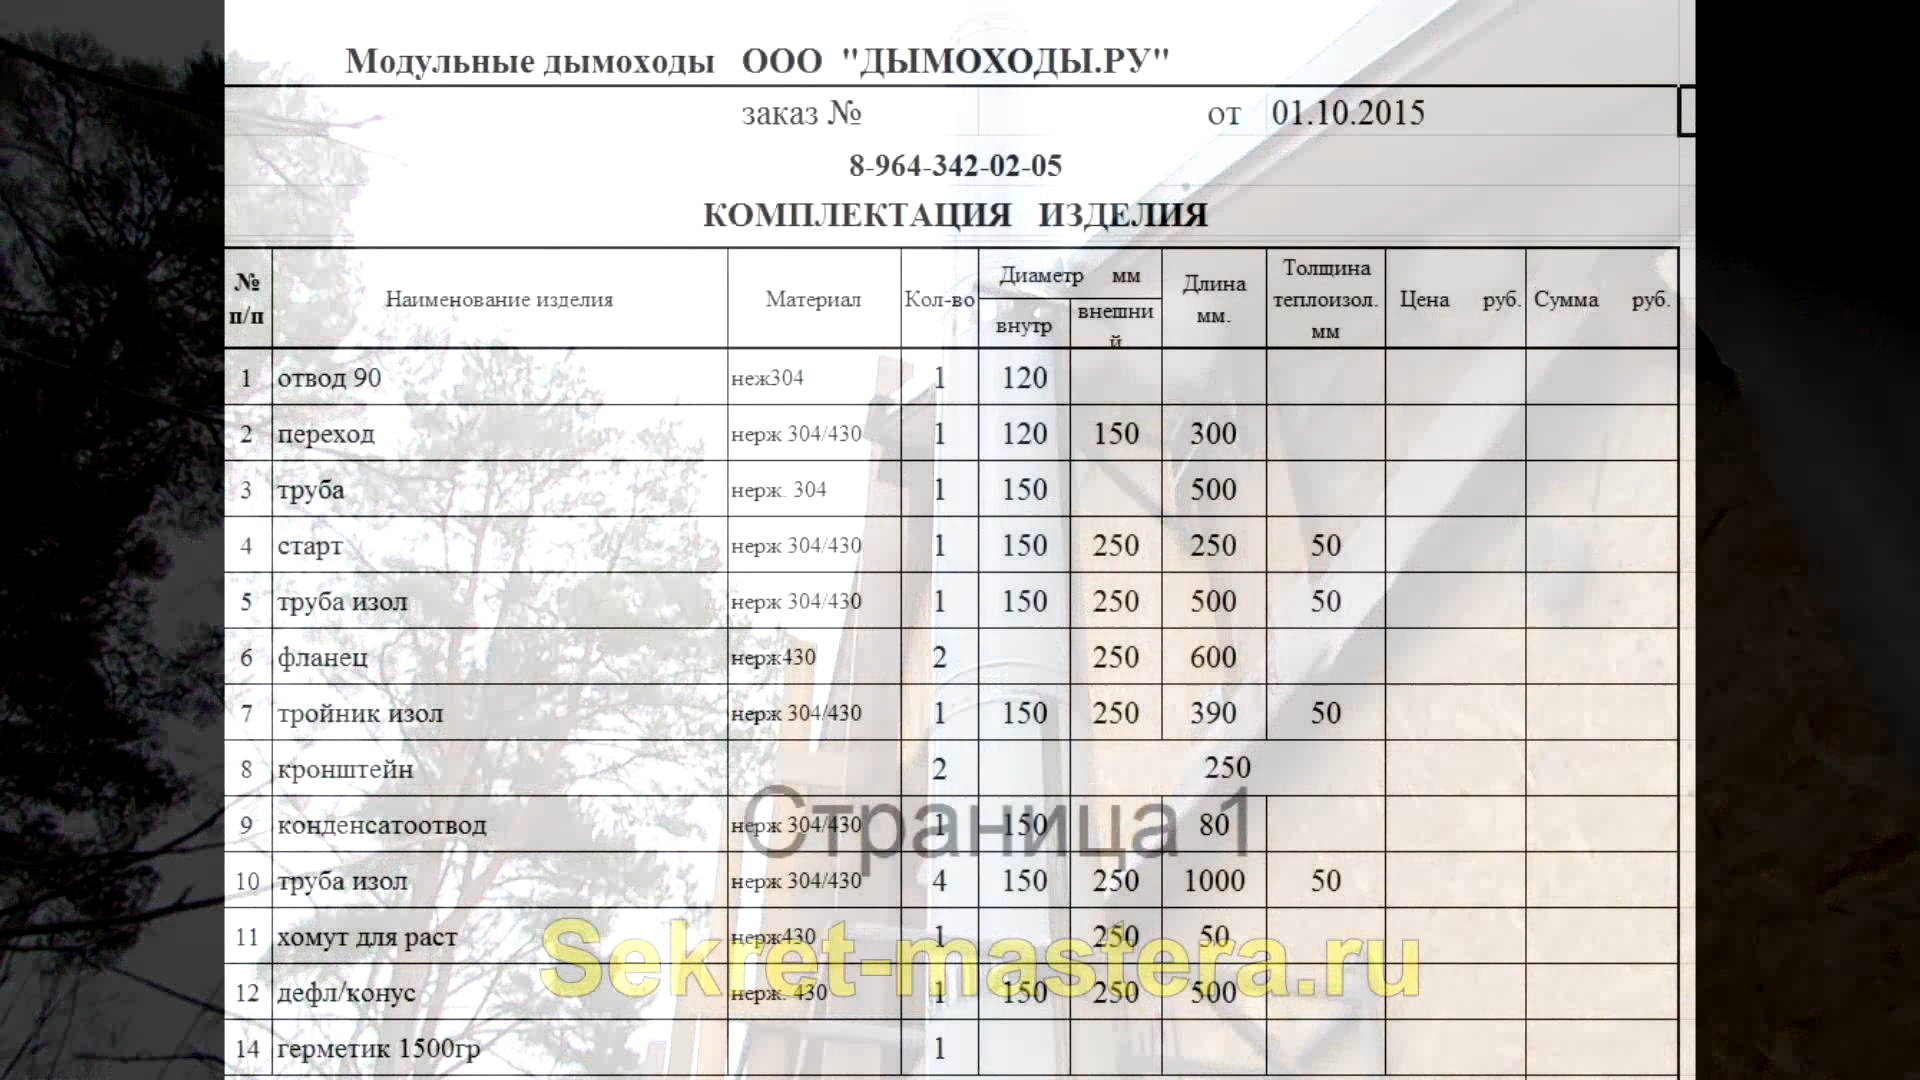 Модульные дымоходы ООО "ДЫМОХОДЫ.РУ"
заказ № от 01.10.2015
8-964-342-02-05
КОМПЛЕКТАЦИЯ ИЗДЕЛИЯ
№ п/п Наименование изделия Материал Кол-во Диаметр мм внутр внешний Длина мм. Толщина теплоизол. мм Цена руб. Сумма руб.
1 отвод 90 неж304 1 120
2 переход нерж 304/430 1 120 150 300
3 труба нерж. 304 1 150 500
4 старт нерж 304/430 1 150 250 250 50
5 труба изол нерж 304/430 1 150 250 500 50
6 фланец нерж430 2 250 600
7 тройник изол нерж 304/430 1 150 250 390 50
8 кронштейн 2 250
Страница 1
9 конденсатоотвод нерж 304/430 1 150 80
10 труба изол нерж 304/430 4 150 250 1000 50
11 хомут для раст нерж430 1 250 50
Sekret-mastera.ru
12 дефл/конус нерж. 430 1 150 250 500
14 герметик 1500гр 1